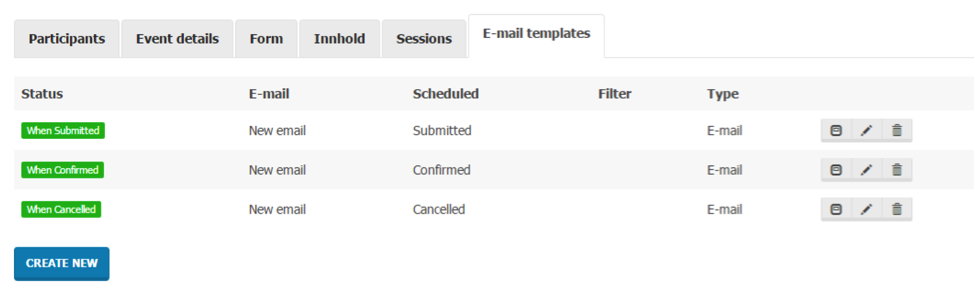 Participants Event details Form Innhold Sessions E-mail templates
Status E-mail Scheduled Filter Type
When Submitted New email Submitted E-mail
When Confirmed New email Confirmed E-mail
When Cancelled New email Cancelled E-mail
CREATE NEW